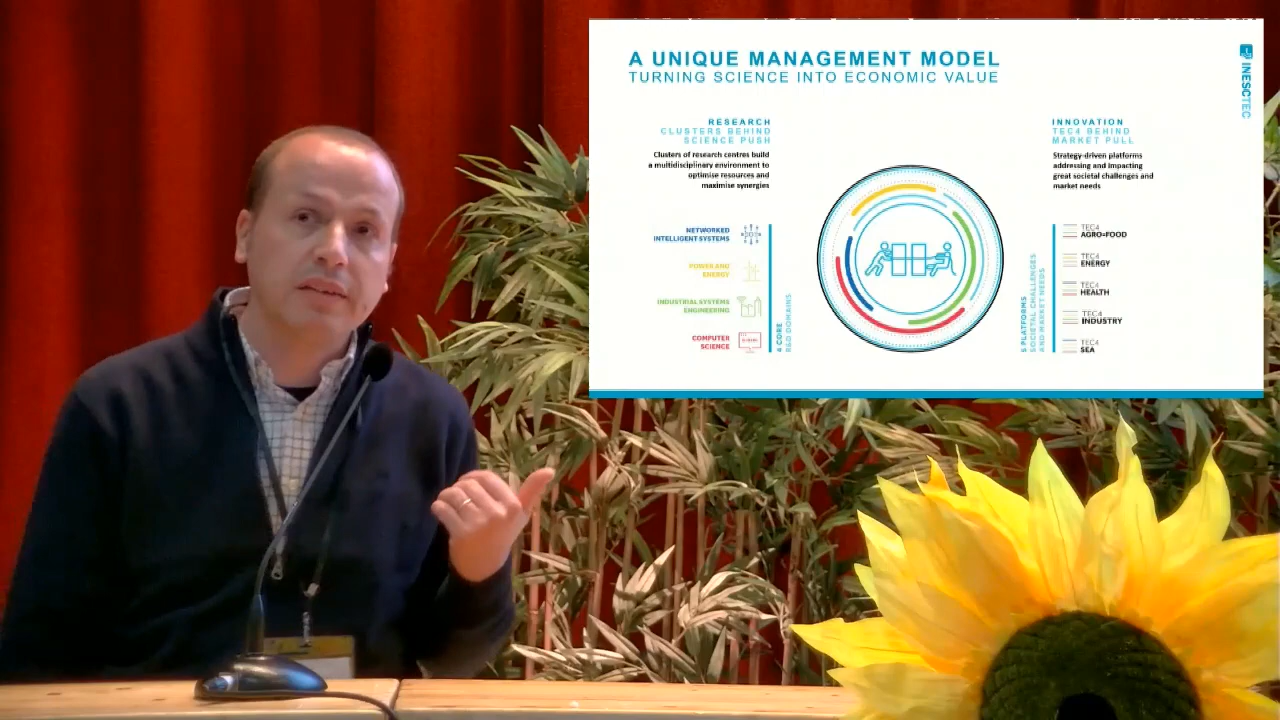 A UNIQUE MANAGEMENT MODEL
TURNING SCIENCE INTO ECONOMIC VALUE
INESCTEC
RESEARCH
CLUSTERS BEHIND
SCIENCE PUSH
Clusters of research centres build
a multidisciplinary environment to
optimise resources and
maximise synergies
NETWORKED
INTELLIGENT SYSTEMS
POWER AND
ENERGY
INDUSTRIAL SYSTEMS
ENGINEERING
COMPUTER
SCIENCE
4 CORE
R&D DOMAINS
INNOVATION
TEC4 BEHIND
MARKET PULL
Strategy-driven platforms
addressing and impacting
great societal challenges and
market needs
5 PLATFORMS
SOCIETAL CHALLENGES
AND MARKET NEEDS
TEC4
AGRO-FOOD
TEC4
ENERGY
TEC4
HEALTH
TEC4
INDUSTRY
TEC4
SEA